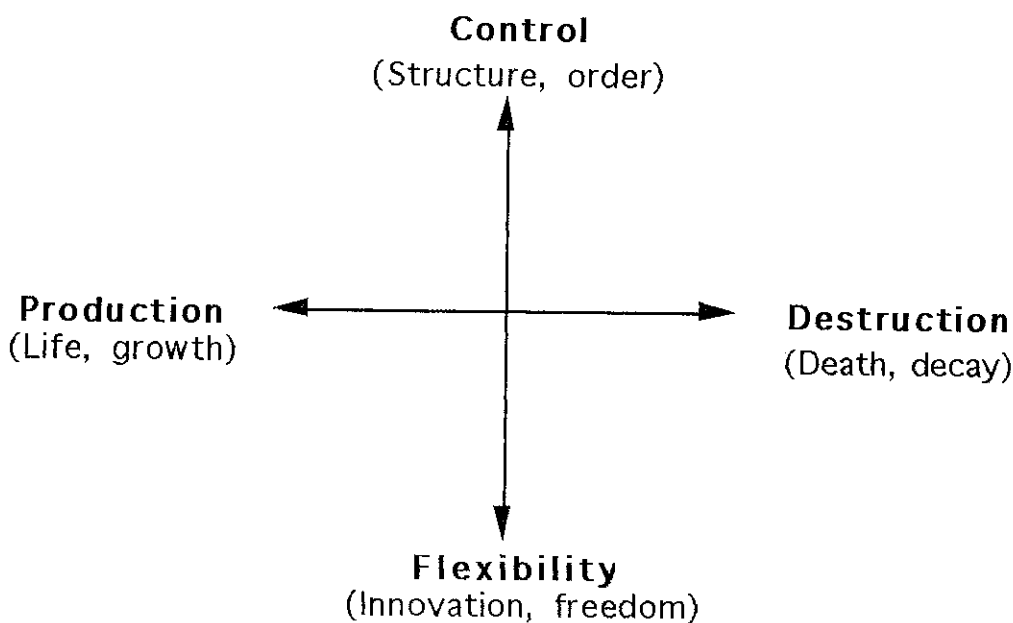 Control
(Structure, order)
Production
(Life, growth)
Destruction
(Death, decay)
Flexibility
(Innovation, freedom)